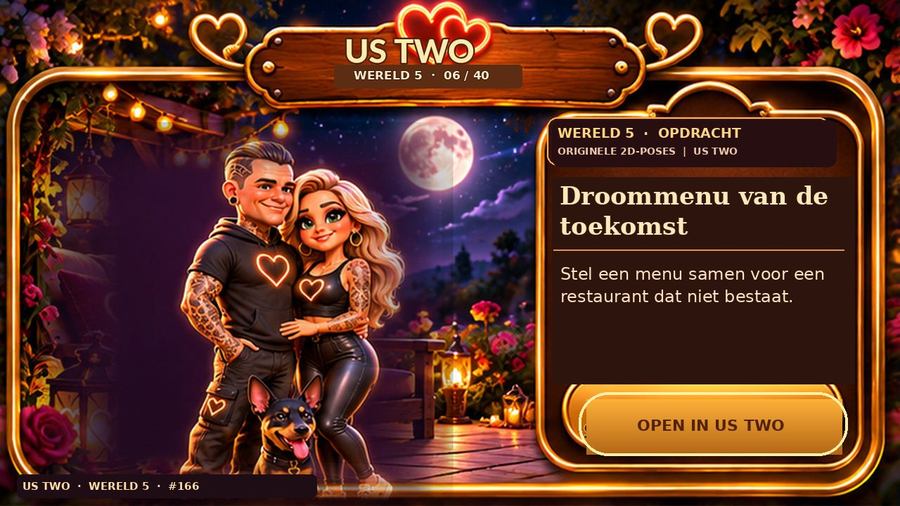 US TWO
WERELD 5 · 06 / 40
WERELD 5 · OPDRACHT
ORIGINELE 2D-POSES | US TWO
Droommenu van de
toekomst
Stel een menu samen voor een
restaurant dat niet bestaat.
OPEN IN US TWO
US TWO · WERELD 5 · #166